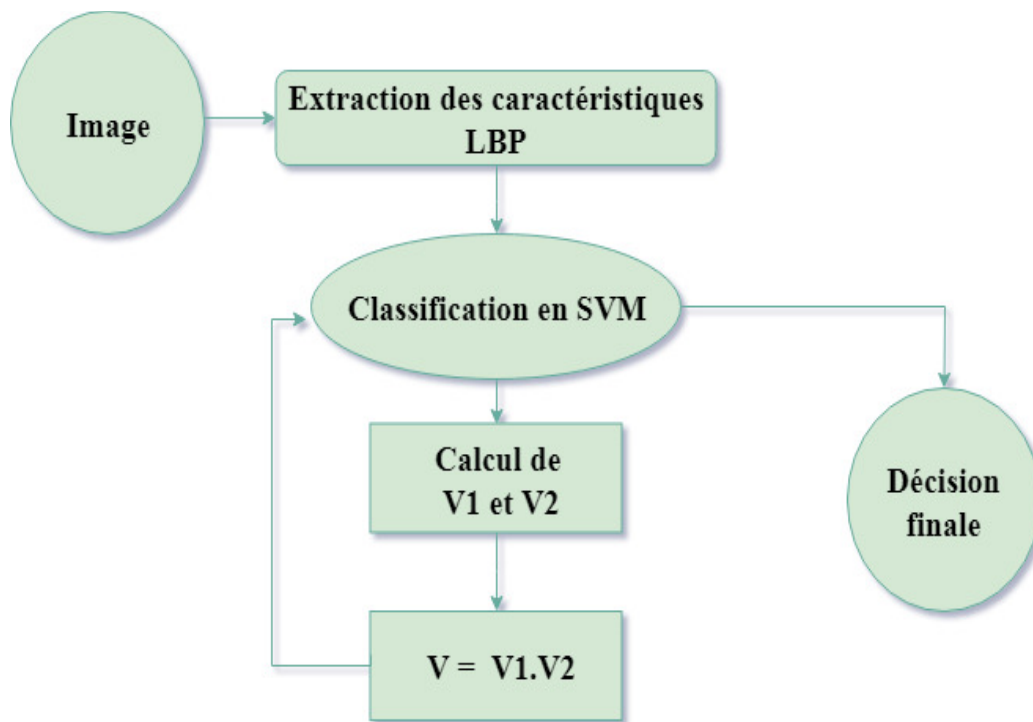 Image
Extraction des caractéristiques
LBP
Classification en SVM
Calcul de
V1 et V2
V = V1.V2
Décision
finale